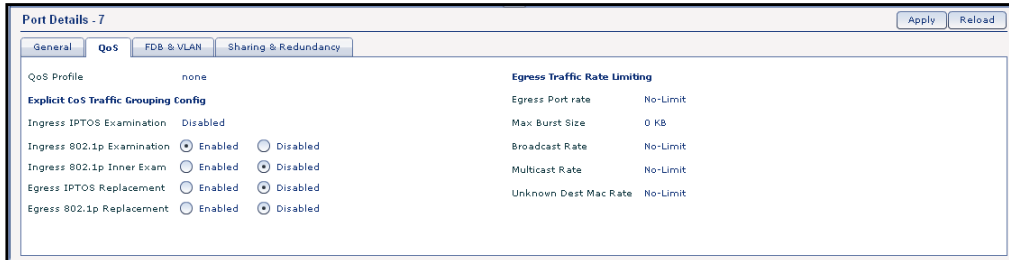 Port Details - 7
Apply Reload
General QoS FDB & VLAN Sharing & Redundancy
QoS Profile none
Explicit CoS Traffic Grouping Config
Ingress IPTOS Examination Disabled
Ingress 802.1p Examination Enabled Disabled
Ingress 802.1p Inner Exam Enabled Disabled
Egress IPTOS Replacement Enabled Disabled
Egress 802.1p Replacement Enabled Disabled
Egress Traffic Rate Limiting
Egress Port rate No-Limit
Max Burst Size 0 KB
Broadcast Rate No-Limit
Multicast Rate No-Limit
Unknown Dest Mac Rate No-Limit